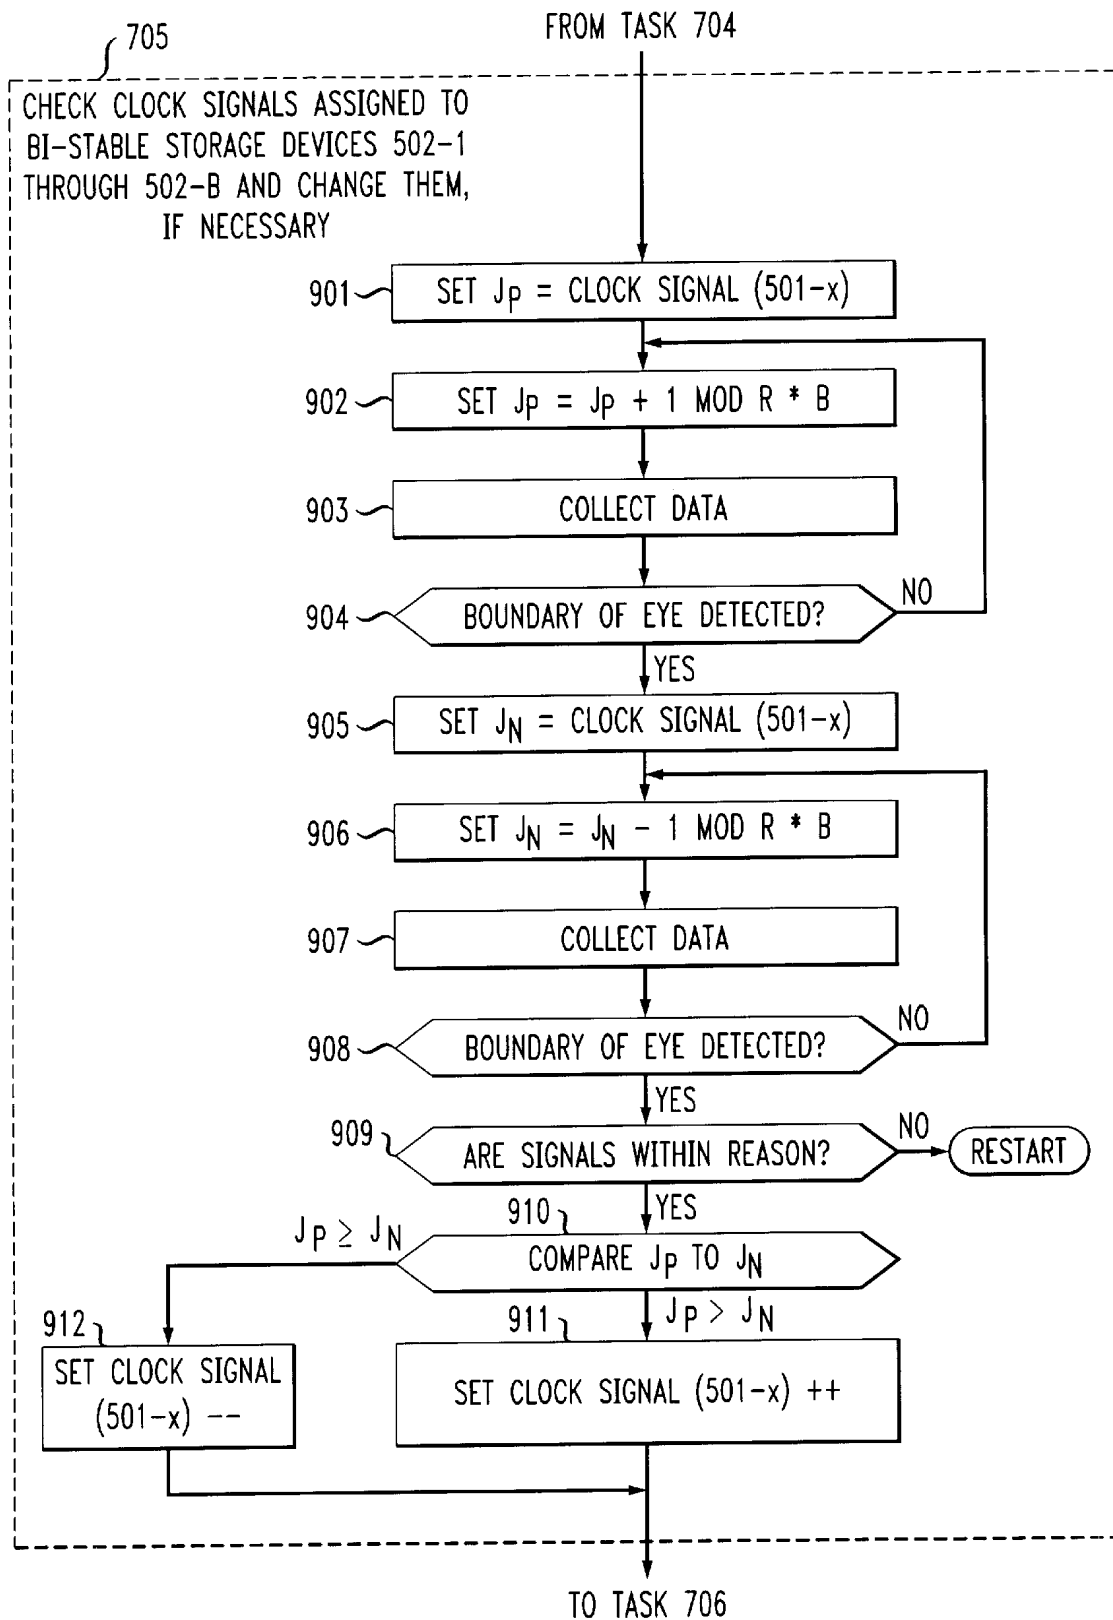 705
FROM TASK 704
CHECK CLOCK SIGNALS ASSIGNED TO
BI-STABLE STORAGE DEVICES 502-1
THROUGH 502-B AND CHANGE THEM,
IF NECESSARY
901
SET JP = CLOCK SIGNAL (501-x)
902
SET JP = JP + 1 MOD R * B
903
COLLECT DATA
904
BOUNDARY OF EYE DETECTED?
NO
YES
905
SET JN = CLOCK SIGNAL (501-x)
906
SET JN = JN - 1 MOD R * B
907
COLLECT DATA
908
BOUNDARY OF EYE DETECTED?
NO
YES
909
ARE SIGNALS WITHIN REASON?
NO
RESTART
YES
910
JP ≥ JN
COMPARE JP TO JN
JP > JN
912
SET CLOCK SIGNAL
(501-x) --
911
SET CLOCK SIGNAL (501-x) ++
TO TASK 706